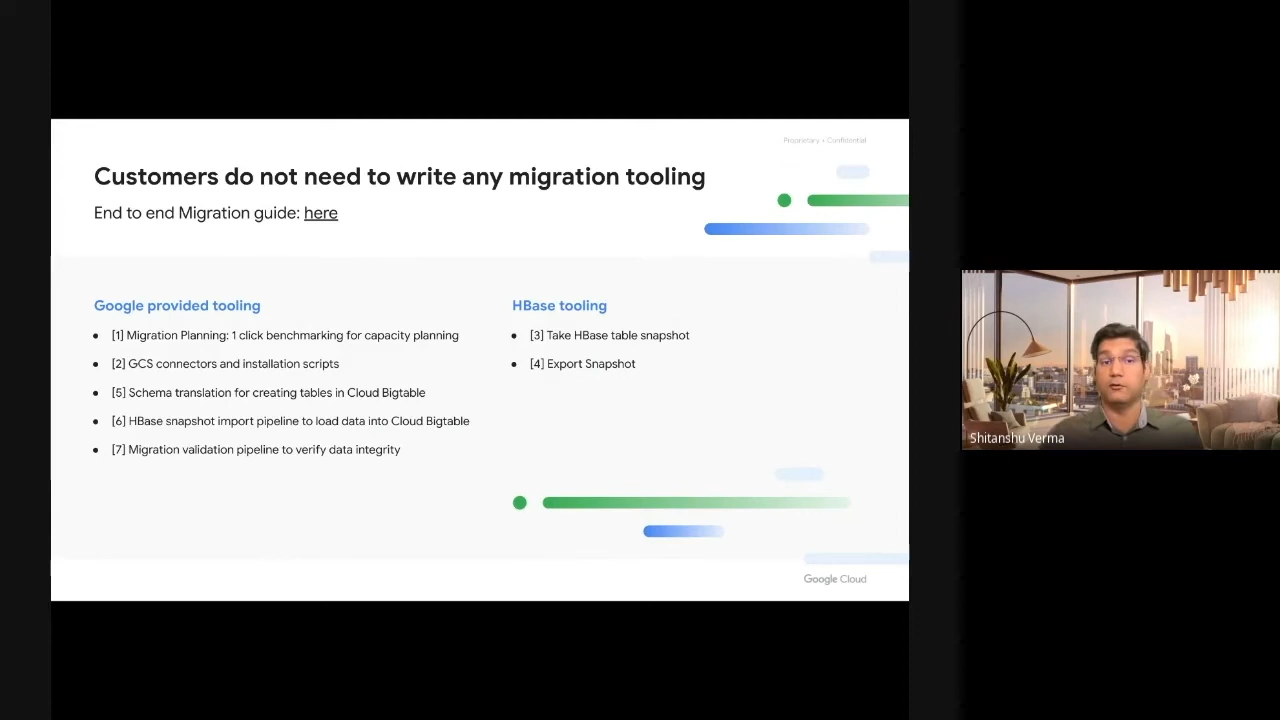 Proprietary + Confidential
Customers do not need to write any migration tooling
End to end Migration guide: here
Google provided tooling
[1] Migration Planning: 1 click benchmarking for capacity planning
[2] GCS connectors and installation scripts
[5] Schema translation for creating tables in Cloud Bigtable
[6] HBase snapshot import pipeline to load data into Cloud Bigtable
[7] Migration validation pipeline to verify data integrity
HBase tooling
[3] Take HBase table snapshot
[4] Export Snapshot
Google Cloud
Shitanshu Verma